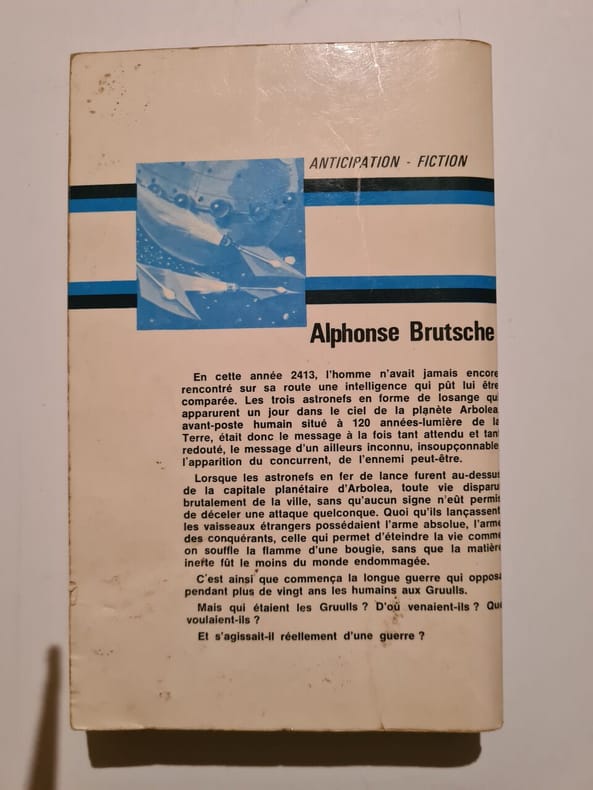 ANTICIPATION - FICTION
Alphonse Brutsche
En cette année 2413, l'homme n'avait jamais encore
rencontré sur sa route une intelligence qui pût lui être
comparée. Les trois astronefs en forme de losange qui
apparurent un jour dans le ciel de la planète Arbolea,
avant-poste humain situé à 120 années-lumière de la
Terre, était donc le message à la fois tant attendu et tant
redouté, le message d'un ailleurs inconnu, insoupçonnable,
l'apparition du concurrent, de l'ennemi peut-être.
Lorsque les astronefs en fer de lance furent au-dessus
de la capitale planétaire d'Arbolea, toute vie disparut
brutalement de la ville, sans qu'aucun signe n'eût permis
de déceler une attaque quelconque. Quoi qu'ils lançassent,
les vaisseaux étrangers possédaient l'arme absolue, l'arme
des conquérants, celle qui permet d'éteindre la vie comme
on souffle la flamme d'une bougie, sans que la matière
inerte fût le moins du monde endommagée.
C'est ainsi que commença la longue guerre qui opposa
pendant plus de vingt ans les humains aux Gruulls.
Mais qui étaient les Gruulls ? D'où venaient-ils ? Que
voulaient-ils ?
Et s'agissait-il réellement d'une guerre ?